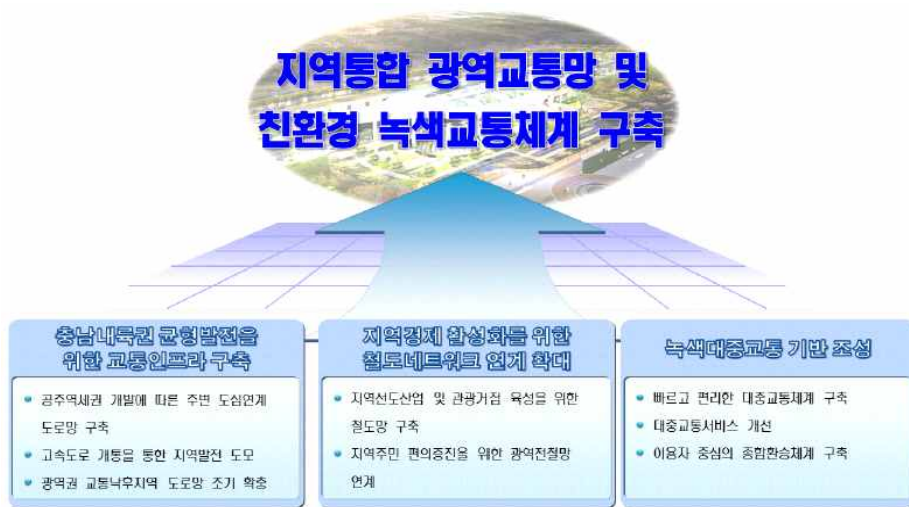 지역통합 광역교통망 및
친환경 녹색교통체계 구축
충남내륙권 균형발전을
위한 교통인프라 구축
공주역세권 개발에 따른 주변 도심연계
도로망 구축
고속도로 개통을 통한 지역발전 도모
광역권 교통낙후지역 도로망 조기 확충
지역경제 활성화를 위한
철도네트워크 연계 확대
지역선도산업 및 관광거점 육성을 위한
철도망 구축
지역주민 편의증진을 위한 광역전철망
연계
녹색대중교통 기반 조성
빠르고 편리한 대중교통체계 구축
대중교통서비스 개선
이용자 중심의 종합환승체계 구축